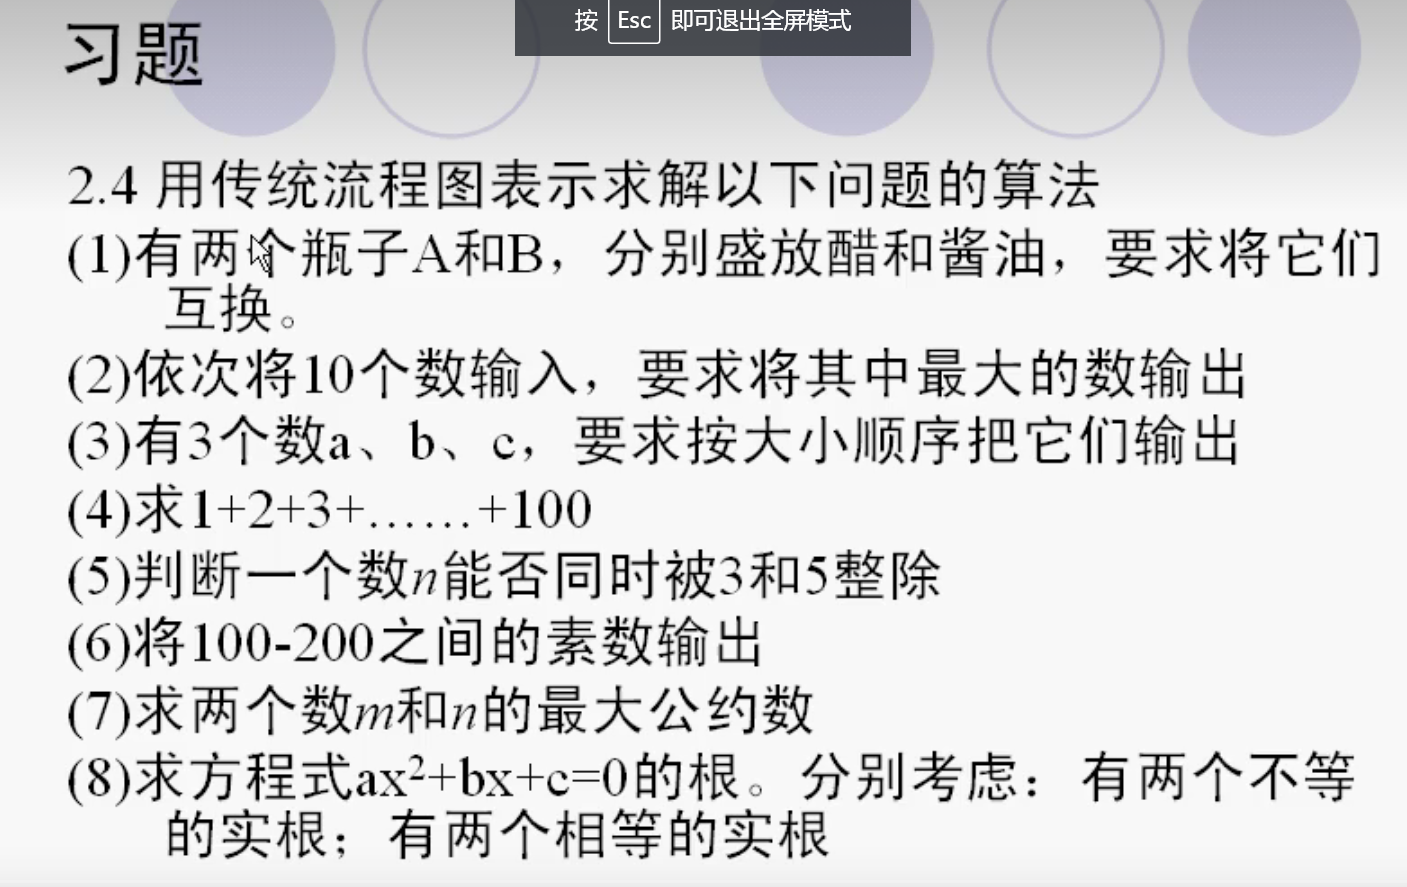 按 Esc 即可退出全屏模式
习题
2.4 用传统流程图表示求解以下问题的算法
(1)有两个瓶子A和B，分别盛放醋和酱油，要求将它们
互换。
(2)依次将10个数输入，要求将其中最大的数输出
(3)有3个数a、b、c，要求按大小顺序把它们输出
(4)求1+2+3+……+100
(5)判断一个数n能否同时被3和5整除
(6)将100-200之间的素数输出
(7)求两个数m和n的最大公约数
(8)求方程式ax²+bx+c=0的根。分别考虑：有两个不等
的实根；有两个相等的实根